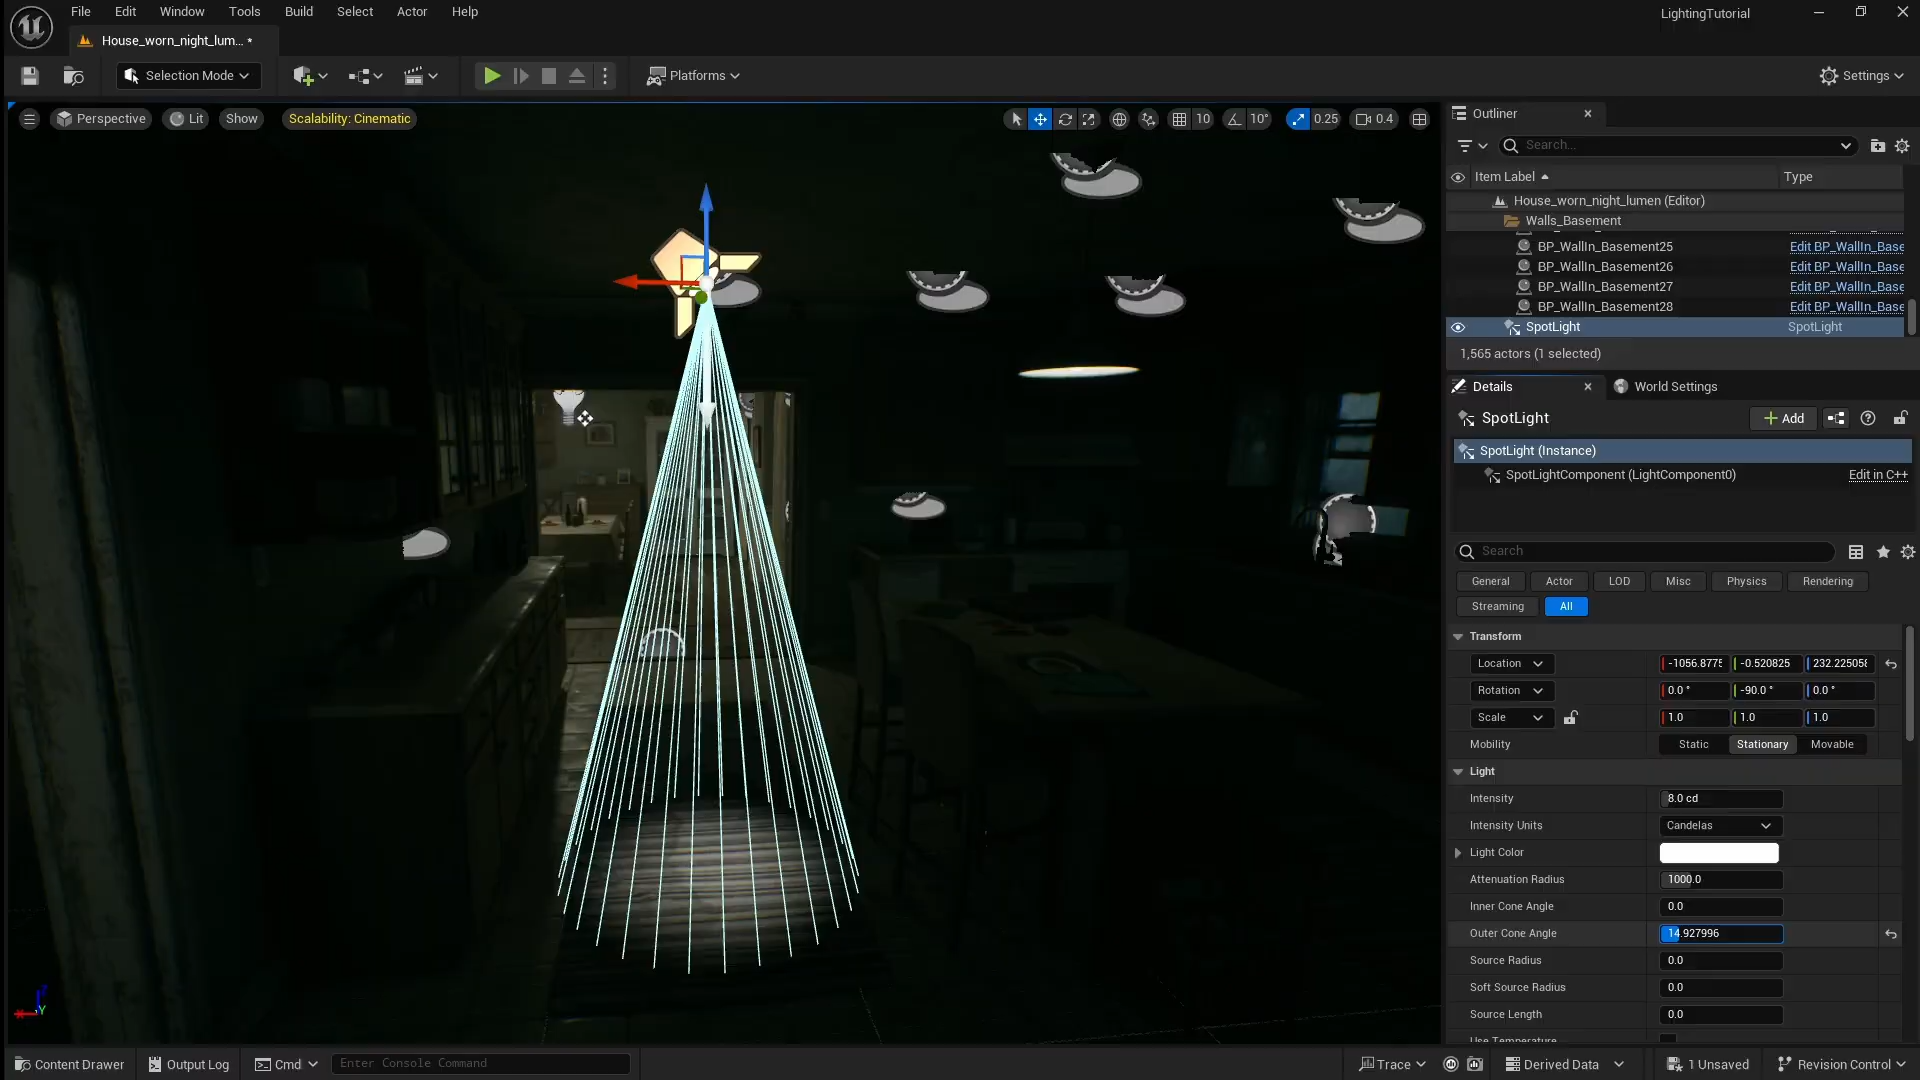 File Edit Window Tools Build Select Actor Help
LightingTutorial
House_worn_night_lum... •
Selection Mode
Platforms
Settings
Perspective Lit Show Scalability: Cinematic
10 10° 0.25 0.4
Outliner
Search...
Item Label Type
House_worn_night_lumen (Editor)
Walls_Basement
BP_WallIn_Basement25 Edit BP_WallIn_Base
BP_WallIn_Basement26 Edit BP_WallIn_Base
BP_WallIn_Basement27 Edit BP_WallIn_Base
BP_WallIn_Basement28 Edit BP_WallIn_Base
SpotLight SpotLight
1,565 actors (1 selected)
Details World Settings
SpotLight Add
SpotLight (Instance)
SpotLightComponent (LightComponent0) Edit in C++
Search
General Actor LOD Misc Physics Rendering
Streaming All
Transform
Location -1056.8775 -0.520825 232.225058
Rotation 0.0 ° -90.0 ° 0.0 °
Scale 1.0 1.0 1.0
Mobility Static Stationary Movable
Light
Intensity 8.0 cd
Intensity Units Candelas
Light Color
Attenuation Radius 1000.0
Inner Cone Angle 0.0
Outer Cone Angle 14.927996
Source Radius 0.0
Soft Source Radius 0.0
Source Length 0.0
Use Temperature
Z
X Y
Content Drawer Output Log Cmd Enter Console Command Trace Derived Data 1 Unsaved Revision Control